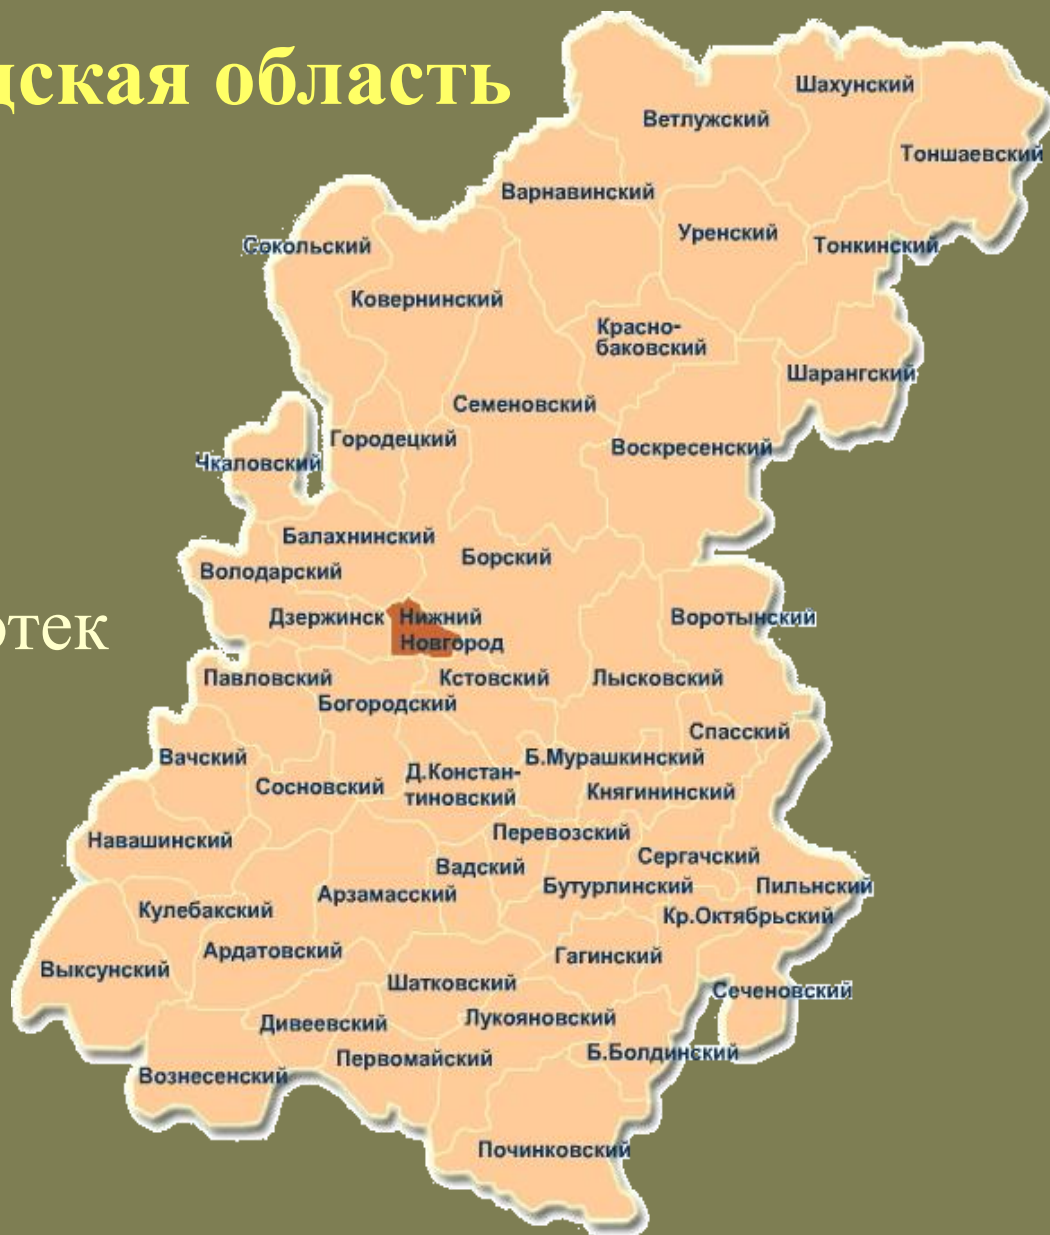 дская область
Шахунский
Ветлужский
Тоншаевский
Варнавинский
Уренский
Сокольский
Тонкинский
Ковернинский
Красно-
баковский
Шарангский
Семеновский
Городецкий
Воскресенский
Чкаловский
Балахнинский
Борский
Володарский
Дзержинск
Нижний
Новгород
Воротынский
отек
Павловский
Кстовский
Лысковский
Богородский
Спасский
Вачский
Б.Мурашкинский
Д.Констан-
тиновский
Сосновский
Княгининский
Перевозский
Навашинский
Сергачский
Вадский
Бутурлинский
Пильнский
Арзамасский
Кулебакский
Кр.Октябрьский
Ардатовский
Гагинский
Выксунский
Шатковский
Сеченовский
Дивеевский
Лукояновский
Первомайский
Б.Болдинский
Вознесенский
Починковский